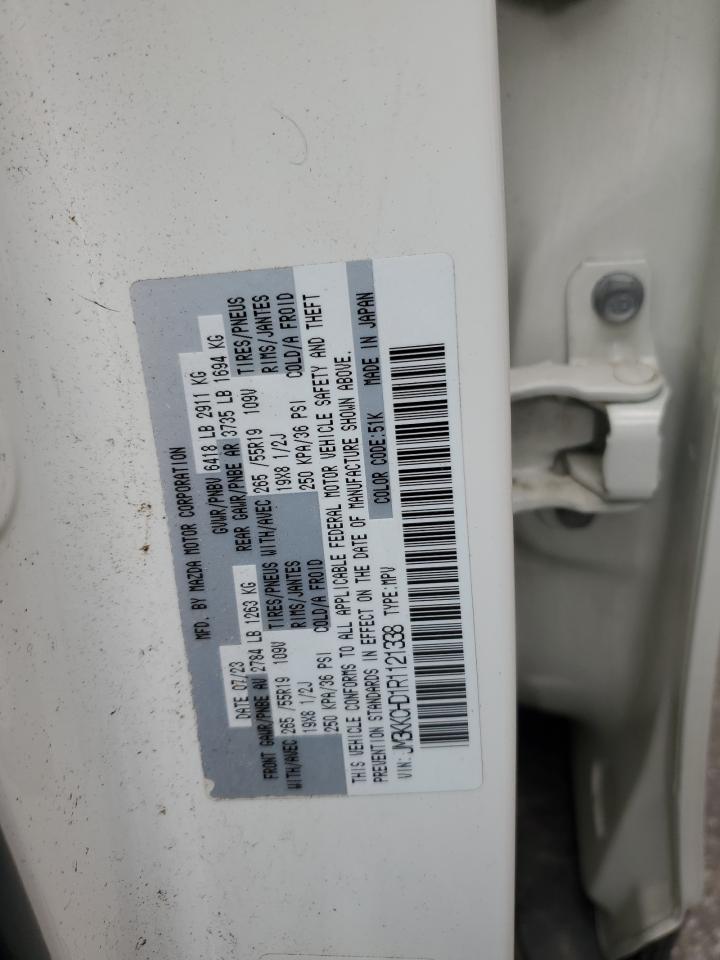 MFD. BY MAZDA MOTOR CORPORATION
DATE 07/23 GVWR/PNBV 6418 LB 2911 KG
FRONT GAWR/PNBE AV 2784 LB 1263 KG REAR GAWR/PNBE AR 3735 LB 1694 KG
WITH/AVEC TIRES/PNEUS 265 /55R19 109V WITH/AVEC TIRES/PNEUS 265 /55R19 109V
RIMS/JANTES 19X8 1/2J RIMS/JANTES 19X8 1/2J
COLD/A FROID 250 KPA/36 PSI COLD/A FROID 250 KPA/36 PSI
THIS VEHICLE CONFORMS TO ALL APPLICABLE FEDERAL MOTOR VEHICLE SAFETY AND THEFT
PREVENTION STANDARDS IN EFFECT ON THE DATE OF MANUFACTURE SHOWN ABOVE.
VIN: JM3KKCHD1R1121338 TYPE:MPV COLOR CODE:51K MADE IN JAPAN